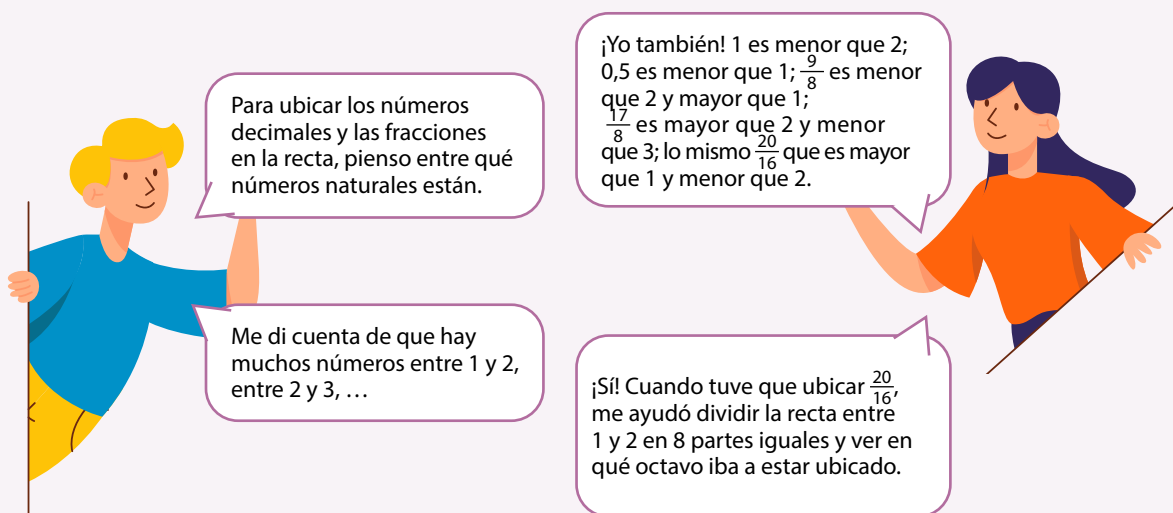 Para ubicar los números
decimales y las fracciones
en la recta, pienso entre qué
números naturales están.
¡Yo también! 1 es menor que 2;
0,5 es menor que 1; 9/8 es menor
que 2 y mayor que 1;
17/8 es mayor que 2 y menor
que 3; lo mismo 20/16 que es mayor
que 1 y menor que 2.
Me di cuenta de que hay
muchos números entre 1 y 2,
entre 2 y 3, …
¡Sí! Cuando tuve que ubicar 20/16,
me ayudó dividir la recta entre
1 y 2 en 8 partes iguales y ver en
qué octavo iba a estar ubicado.